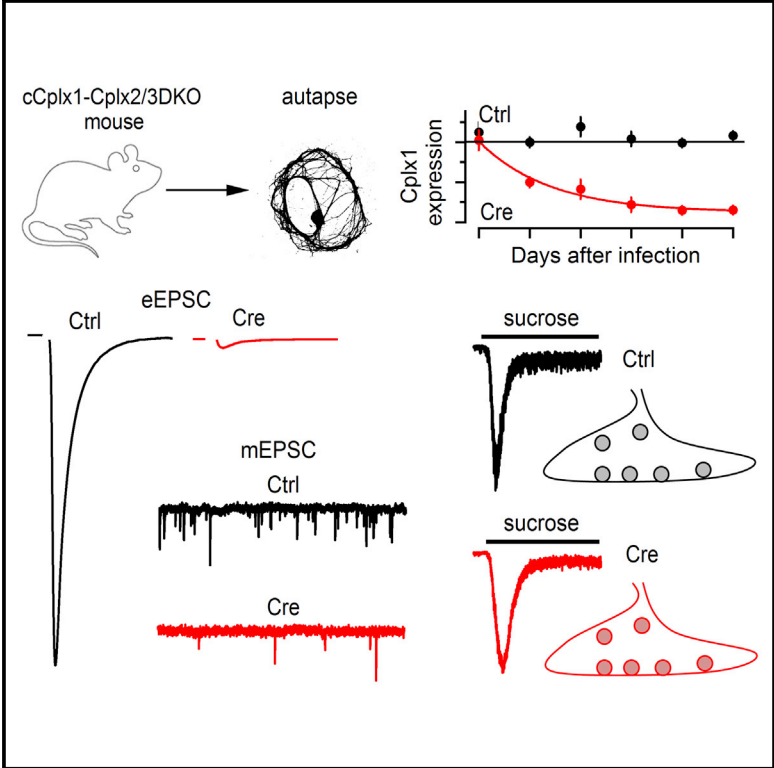 cCplx1-Cplx2/3DKO
mouse
autapse
Ctrl
Cplx1
expression
Cre
Days after infection
eEPSC
Ctrl
Cre
mEPSC
Ctrl
Cre
sucrose
Ctrl
sucrose
Cre